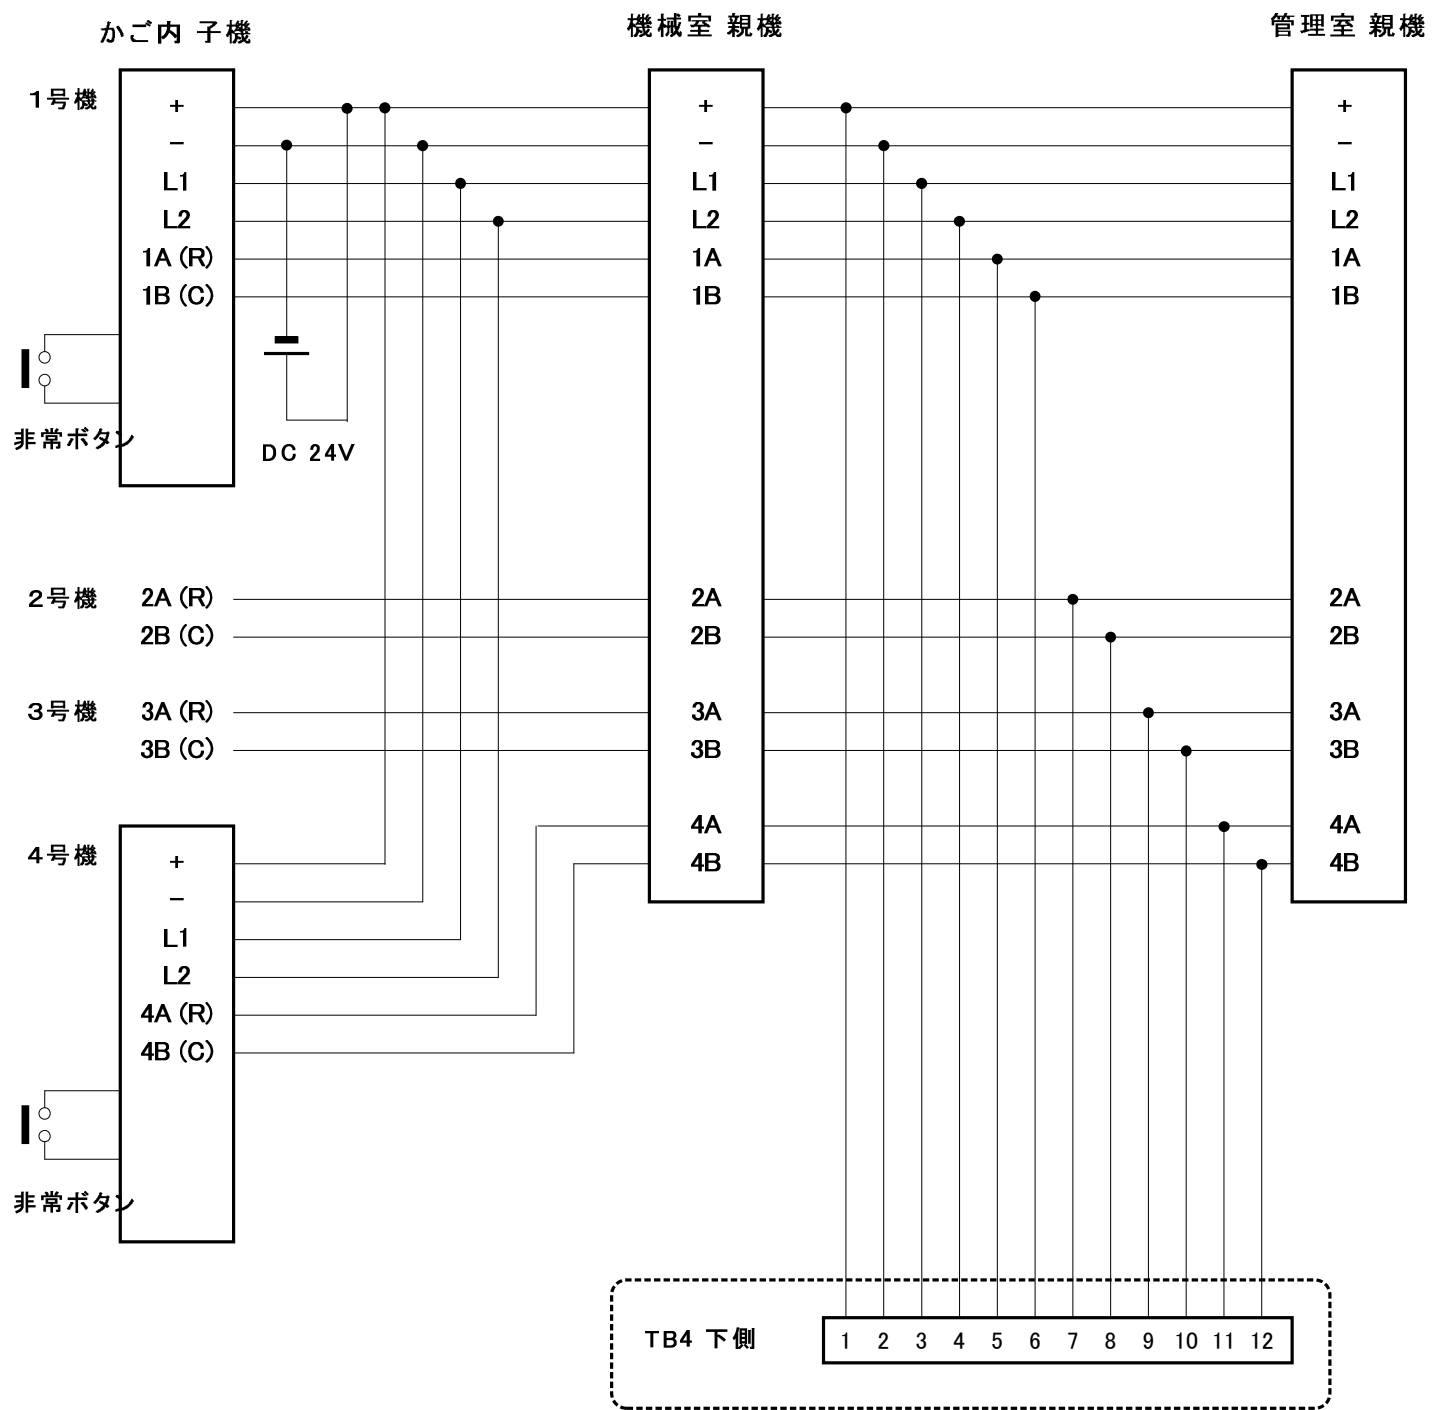 かご内 子機
機械室 親機
管理室 親機
1号機
+ + +
− − −
L1 L1 L1
L2 L2 L2
1A (R) 1A 1A
1B (C) 1B 1B
非常ボタン
DC 24V
2号機 2A (R) 2A 2A
2B (C) 2B 2B
3号機 3A (R) 3A 3A
3B (C) 3B 3B
4A 4A
4号機 + 4B 4B
−
L1
L2
4A (R)
4B (C)
非常ボタン
TB4 下側 1 2 3 4 5 6 7 8 9 10 11 12